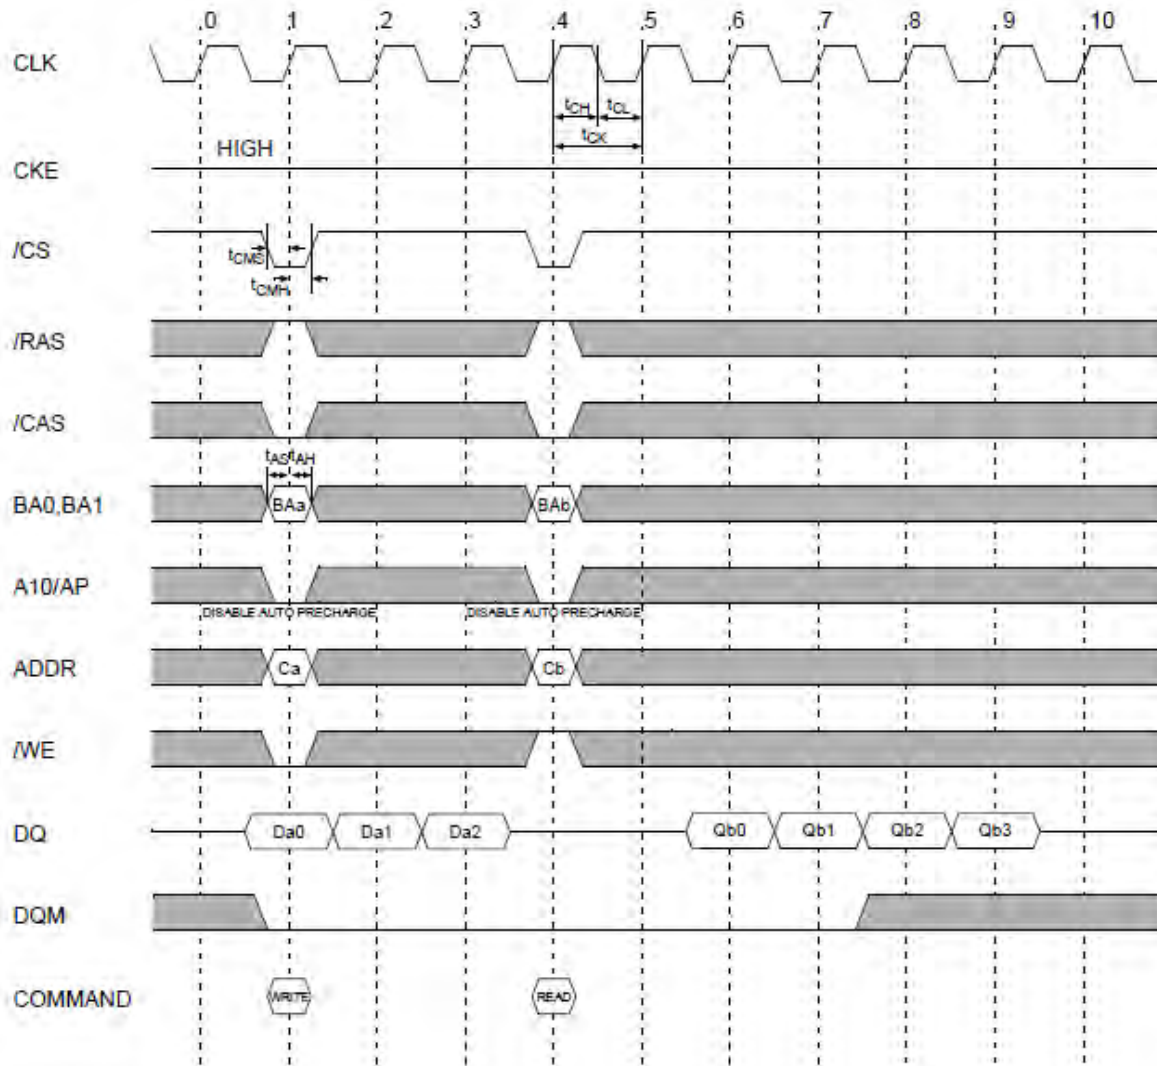 0 1 2 3 4 5 6 7 8 9 10
CLK
tCH tCL
tCK
HIGH
CKE
/CS
tCMS
tCMH
/RAS
/CAS
tAS tAH
BA0,BA1 BAa BAb
A10/AP
DISABLE AUTO PRECHARGE DISABLE AUTO PRECHARGE
ADDR Ca Cb
/WE
DQ Da0 Da1 Da2 Qb0 Qb1 Qb2 Qb3
DQM
COMMAND WRITE READ